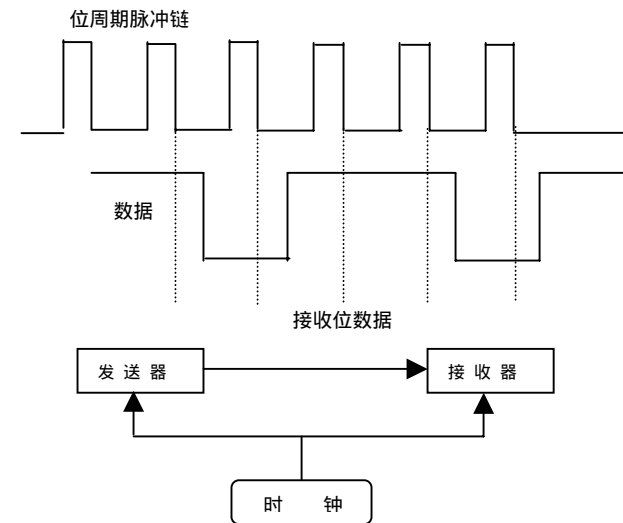 位周期脉冲链
数据
接收位数据
发 送 器
接 收 器
时 钟